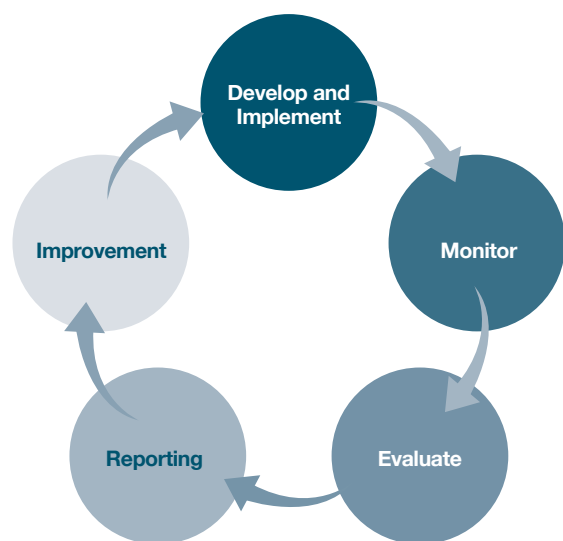 Develop and
Implement
Monitor
Evaluate
Reporting
Improvement